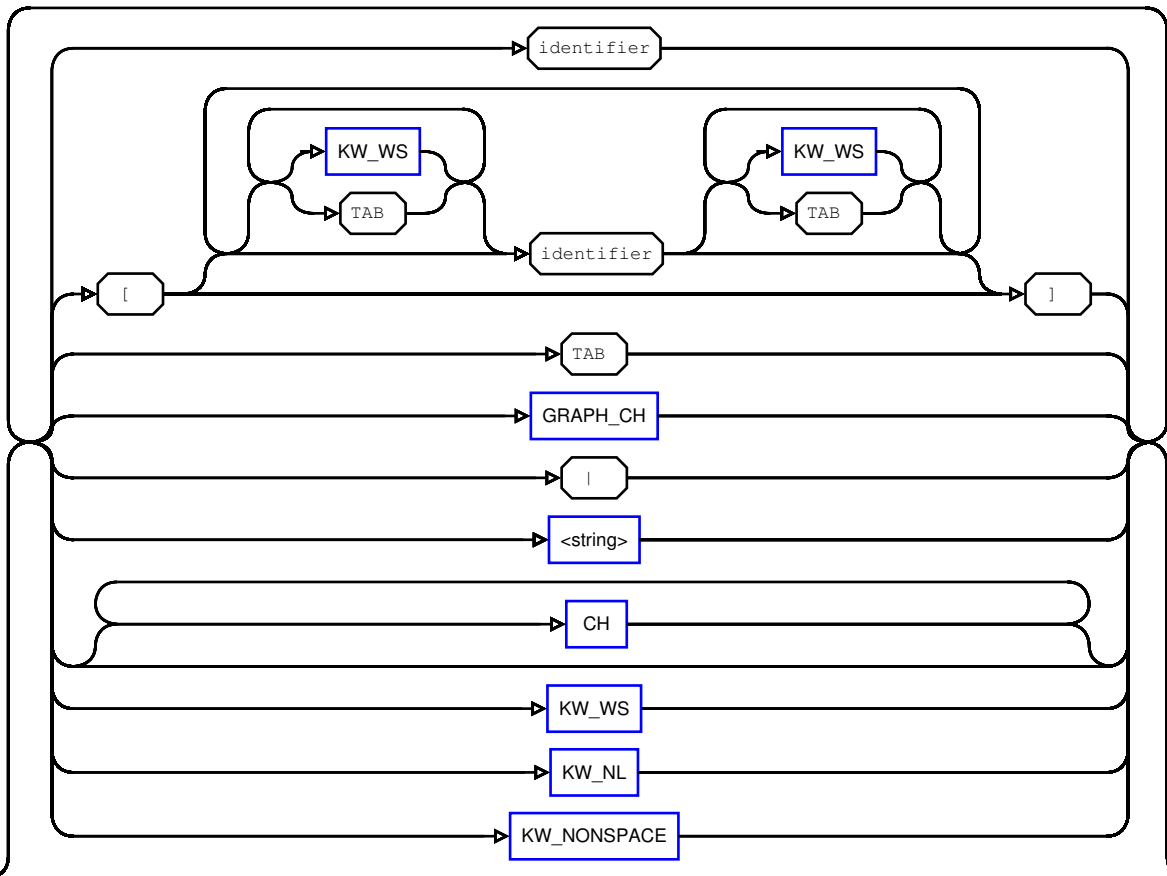 identifier
KW_WS KW_WS
TAB TAB
identifier
[ ]
TAB
GRAPH_CH
|
<string>
CH
KW_WS
KW_NL
KW_NONSPACE